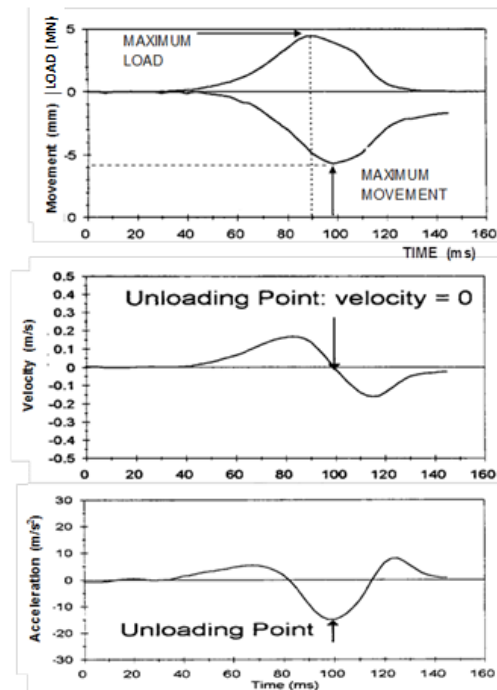 5
MAXIMUM
LOAD
LOAD [MN]
0
Movement (mm)
-5
MAXIMUM
MOVEMENT
0
0 20 40 60 80 100 120 140 160
TIME (ms)
0.5
0.4
0.3
Unloading Point: velocity = 0
0.2
0.1
0
-0.1
-0.2
-0.3
-0.4
-0.5
Velocity (m/s)
0 20 40 60 80 100 120 140 160
30
20
10
0
-10
Unloading Point
-20
-30
Acceleration (m/s²)
0 20 40 60 80 100 120 140 160
Time (ms)